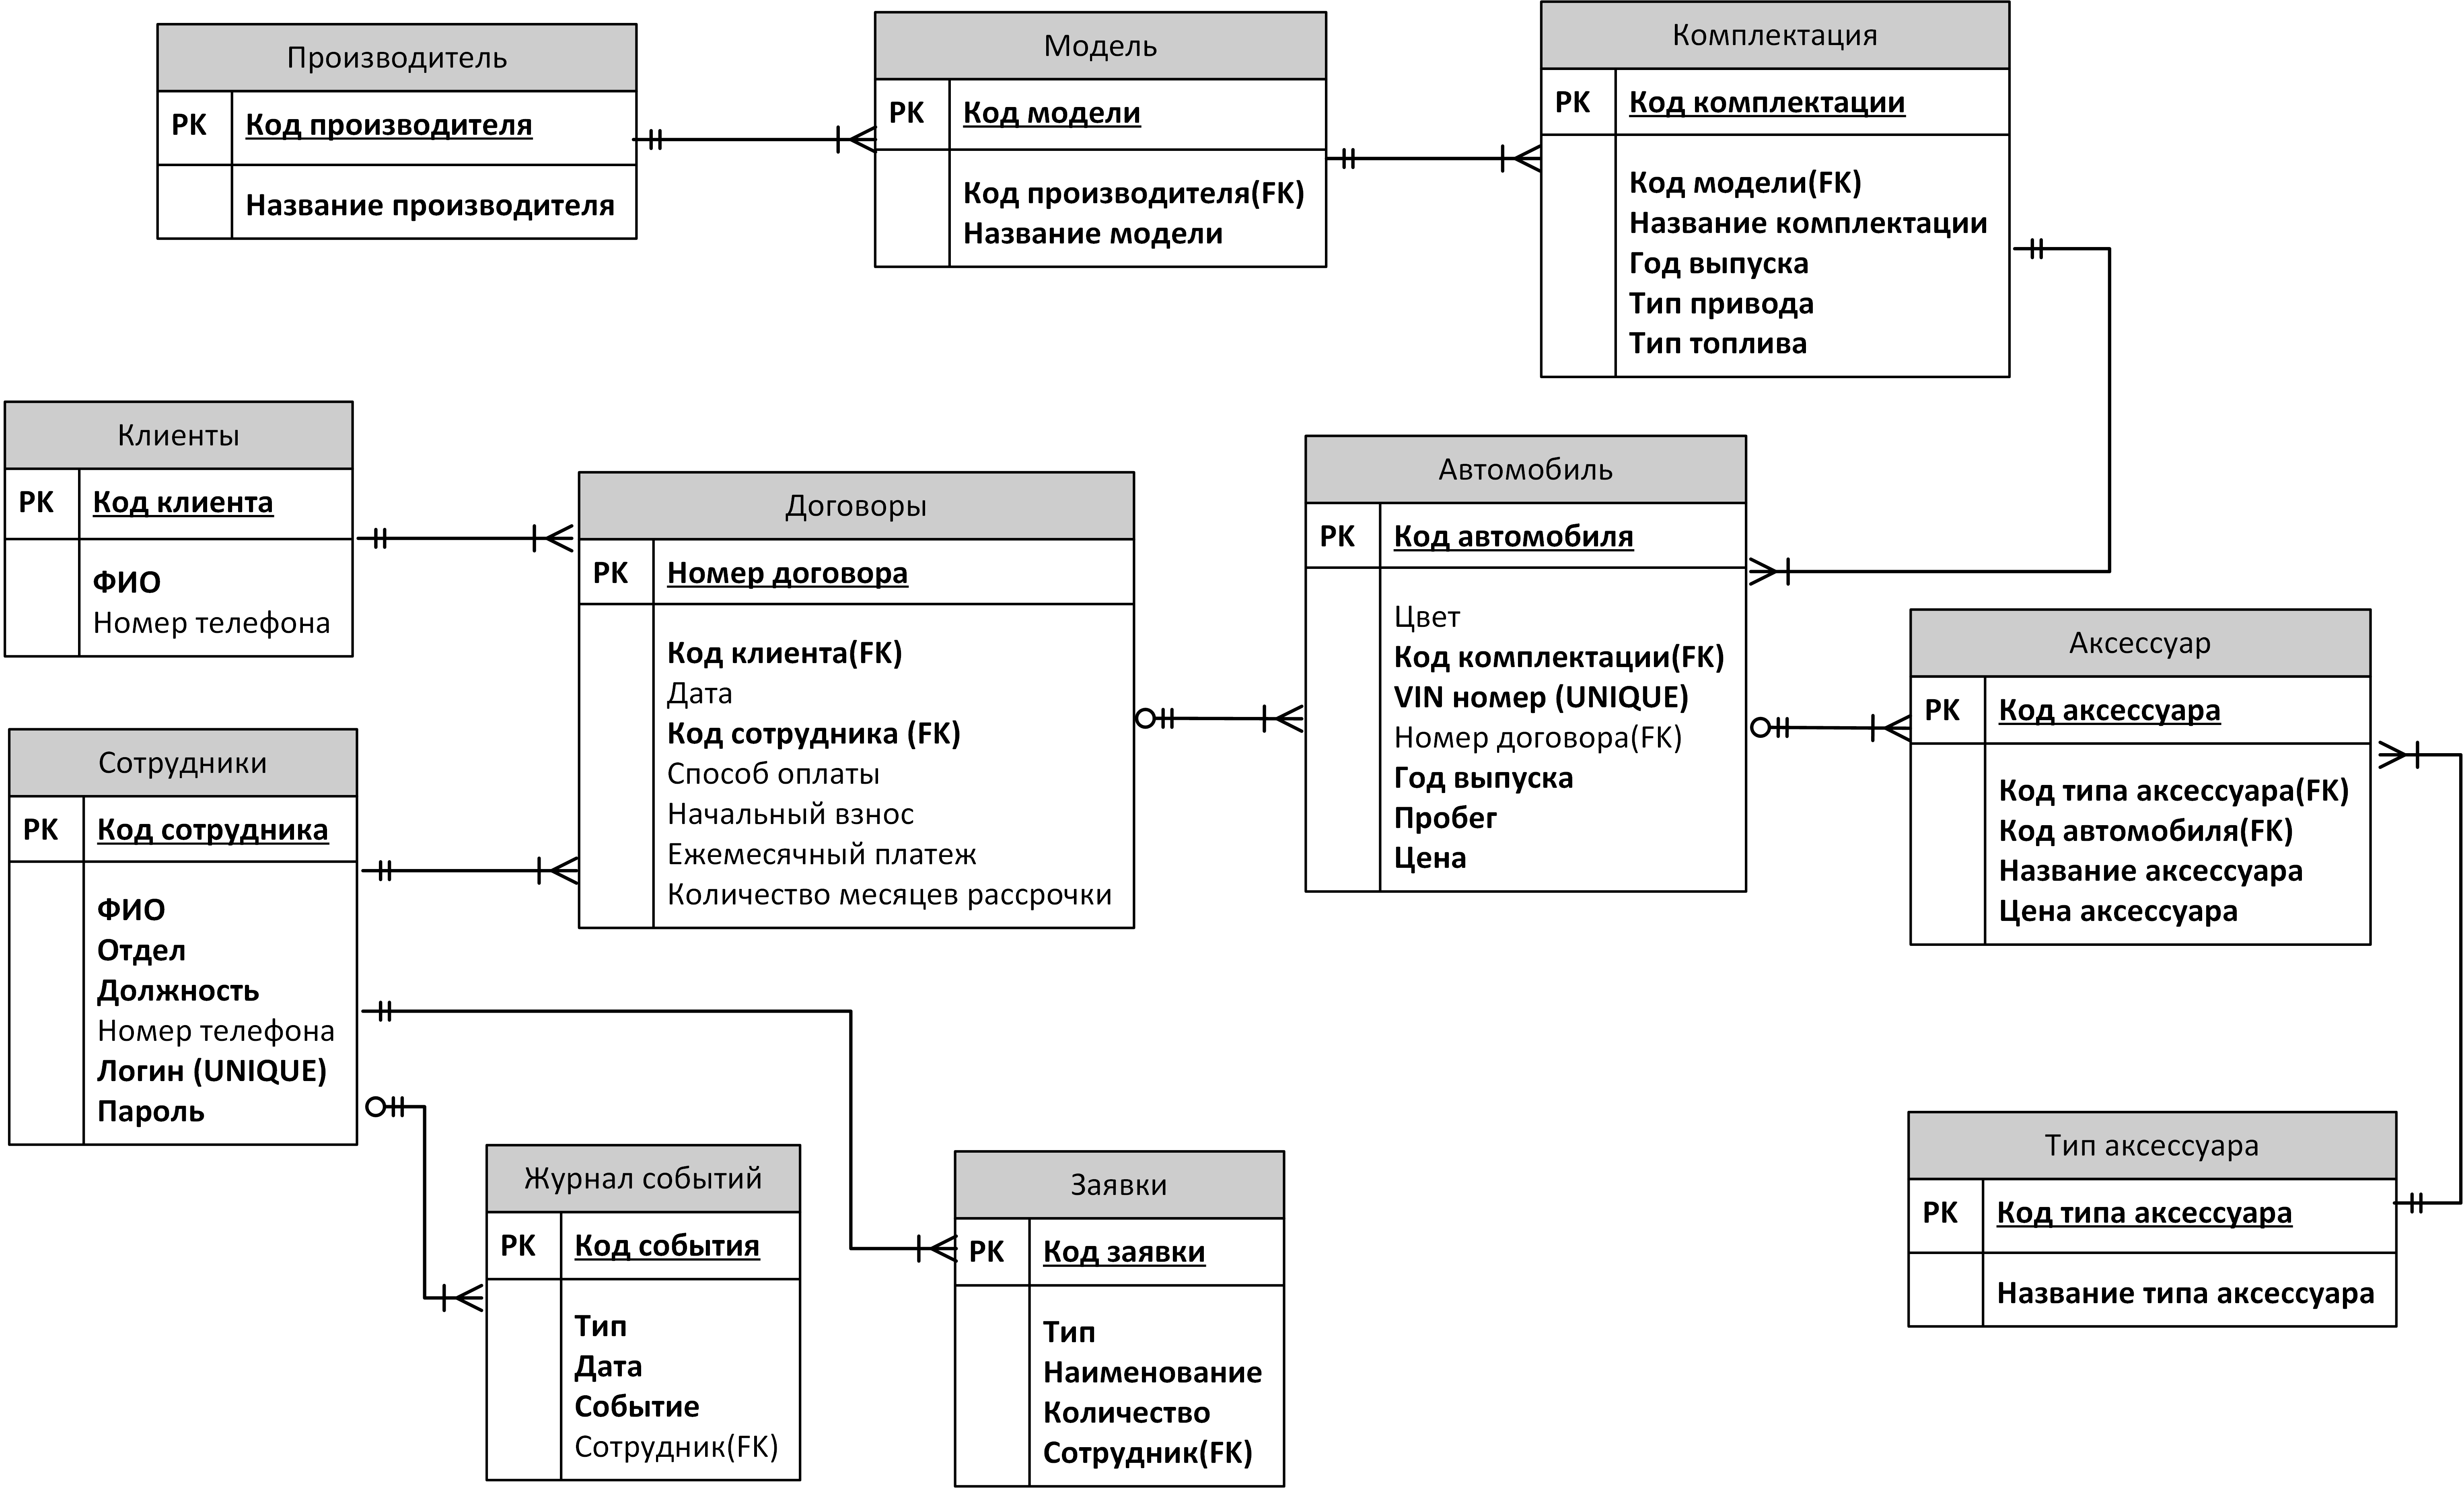 Производитель
PK
Код производителя
Название производителя
Модель
PK
Код модели
Код производителя(FK)
Название модели
Комплектация
PK
Код комплектации
Код модели(FK)
Название комплектации
Год выпуска
Тип привода
Тип топлива
Клиенты
PK
Код клиента
ФИО
Номер телефона
Договоры
PK
Номер договора
Код клиента(FK)
Дата
Код сотрудника (FK)
Способ оплаты
Начальный взнос
Ежемесячный платеж
Количество месяцев рассрочки
Автомобиль
PK
Код автомобиля
Цвет
Код комплектации(FK)
VIN номер (UNIQUE)
Номер договора(FK)
Год выпуска
Пробег
Цена
Аксессуар
PK
Код аксессуара
Код типа аксессуара(FK)
Код автомобиля(FK)
Название аксессуара
Цена аксессуара
Сотрудники
PK
Код сотрудника
ФИО
Отдел
Должность
Номер телефона
Логин (UNIQUE)
Пароль
Журнал событий
PK
Код события
Тип
Дата
Событие
Сотрудник(FK)
Заявки
PK
Код заявки
Тип
Наименование
Количество
Сотрудник(FK)
Тип аксессуара
PK
Код типа аксессуара
Название типа аксессуара